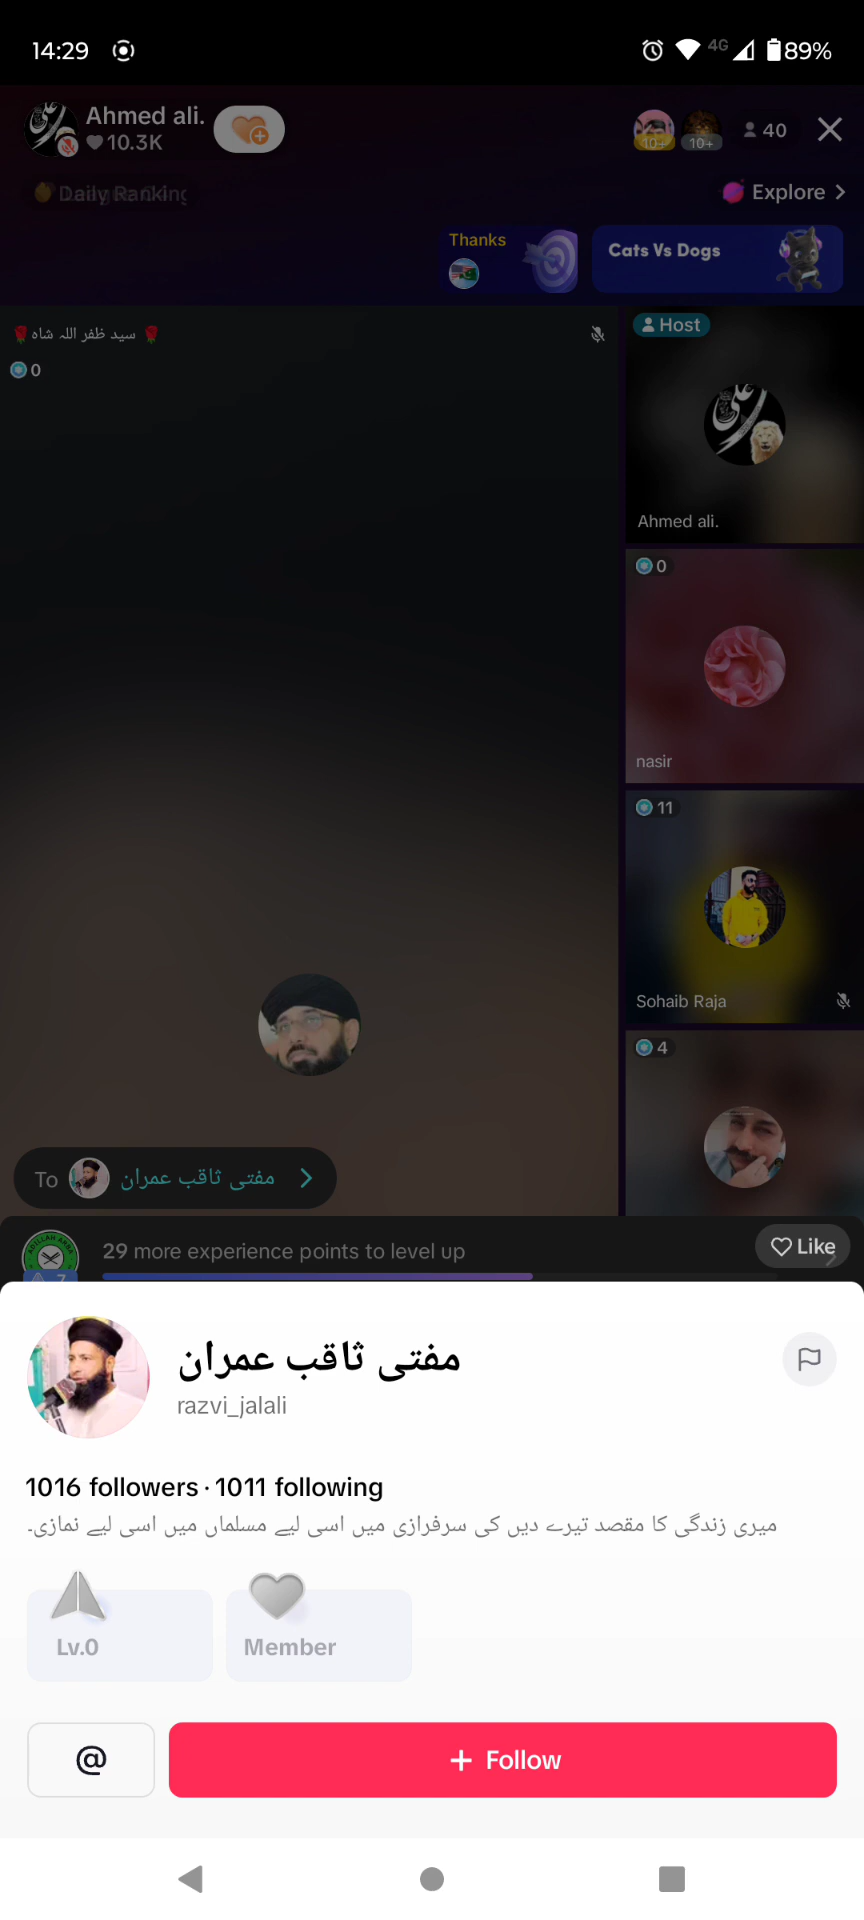 14:29
4G
89%
Ahmed ali.
10.3K
10+
10+
40
Daily Ranking
Explore
Thanks
Cats Vs Dogs
سید ظفر اللہ شاہ
0
Host
Ahmed ali.
0
nasir
11
Sohaib Raja
4
To مفتی ثاقب عمران
29 more experience points to level up
7
Like
مفتی ثاقب عمران
razvi_jalali
1016 followers · 1011 following
میری زندگی کا مقصد تیرے دیں کی سرفرازی میں اسی لیے مسلماں میں اسی لیے نمازی۔
Lv.0
Member
@
+ Follow